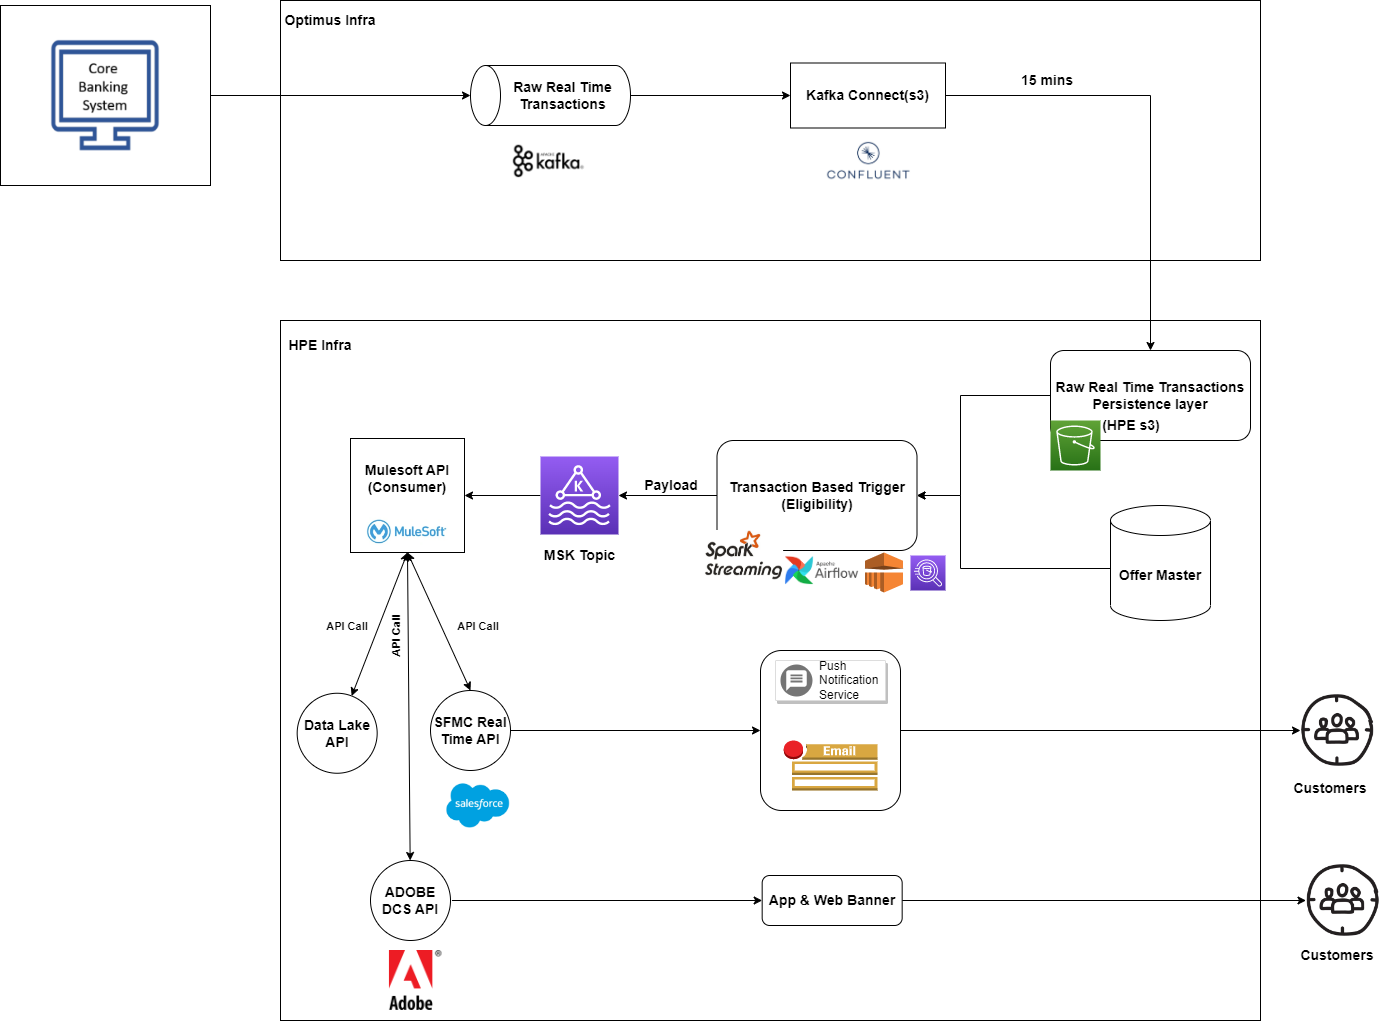 Core
Banking
System
Optimus Infra
Raw Real Time
Transactions
APACHE
kafka
Kafka Connect(s3)
CONFLUENT
15 mins
HPE Infra
Raw Real Time Transactions
Persistence layer
(HPE s3)
Mulesoft API
(Consumer)
MuleSoft
K
MSK Topic
Payload
Transaction Based Trigger
(Eligibility)
Spark
Streaming
Apache
Airflow
Offer Master
API Call
API Call
API Call
Data Lake
API
SFMC Real
Time API
salesforce
Push
Notification
Service
Email
Customers
ADOBE
DCS API
Adobe
®
App & Web Banner
Customers